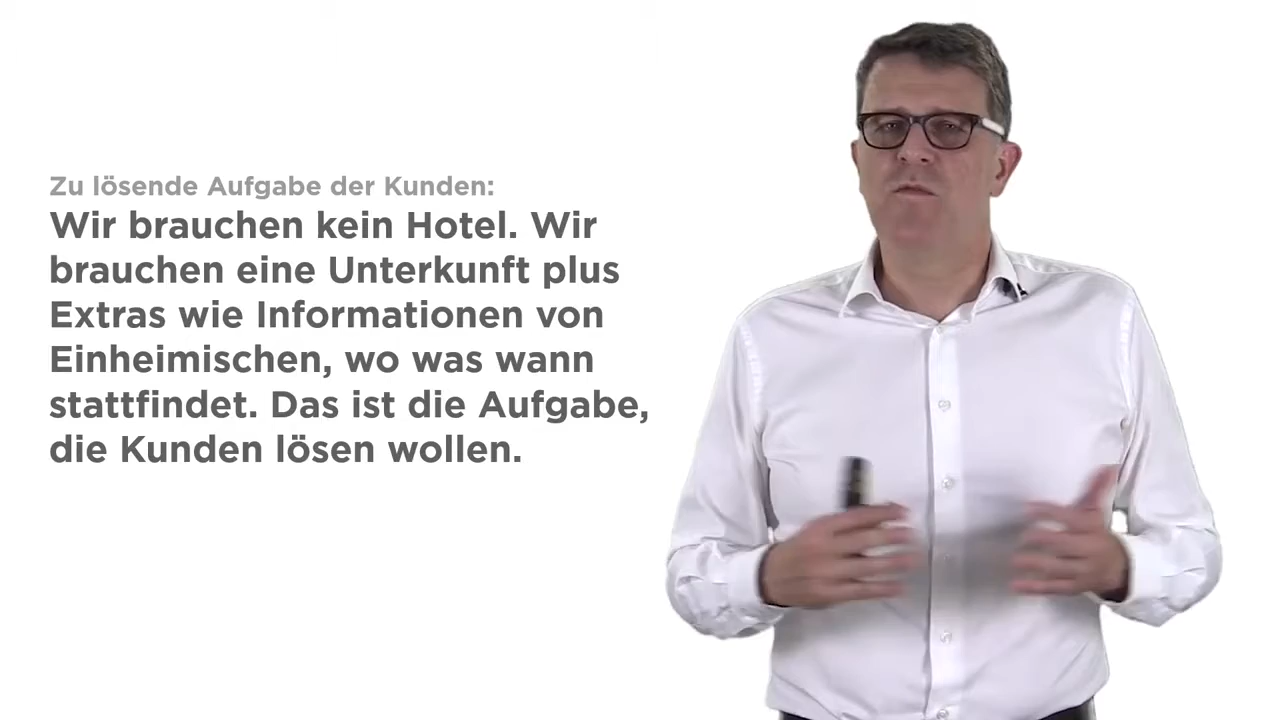 Zu lösende Aufgabe der Kunden:
Wir brauchen kein Hotel. Wir
brauchen eine Unterkunft plus
Extras wie Informationen von
Einheimischen, wo was wann
stattfindet. Das ist die Aufgabe,
die Kunden lösen wollen.